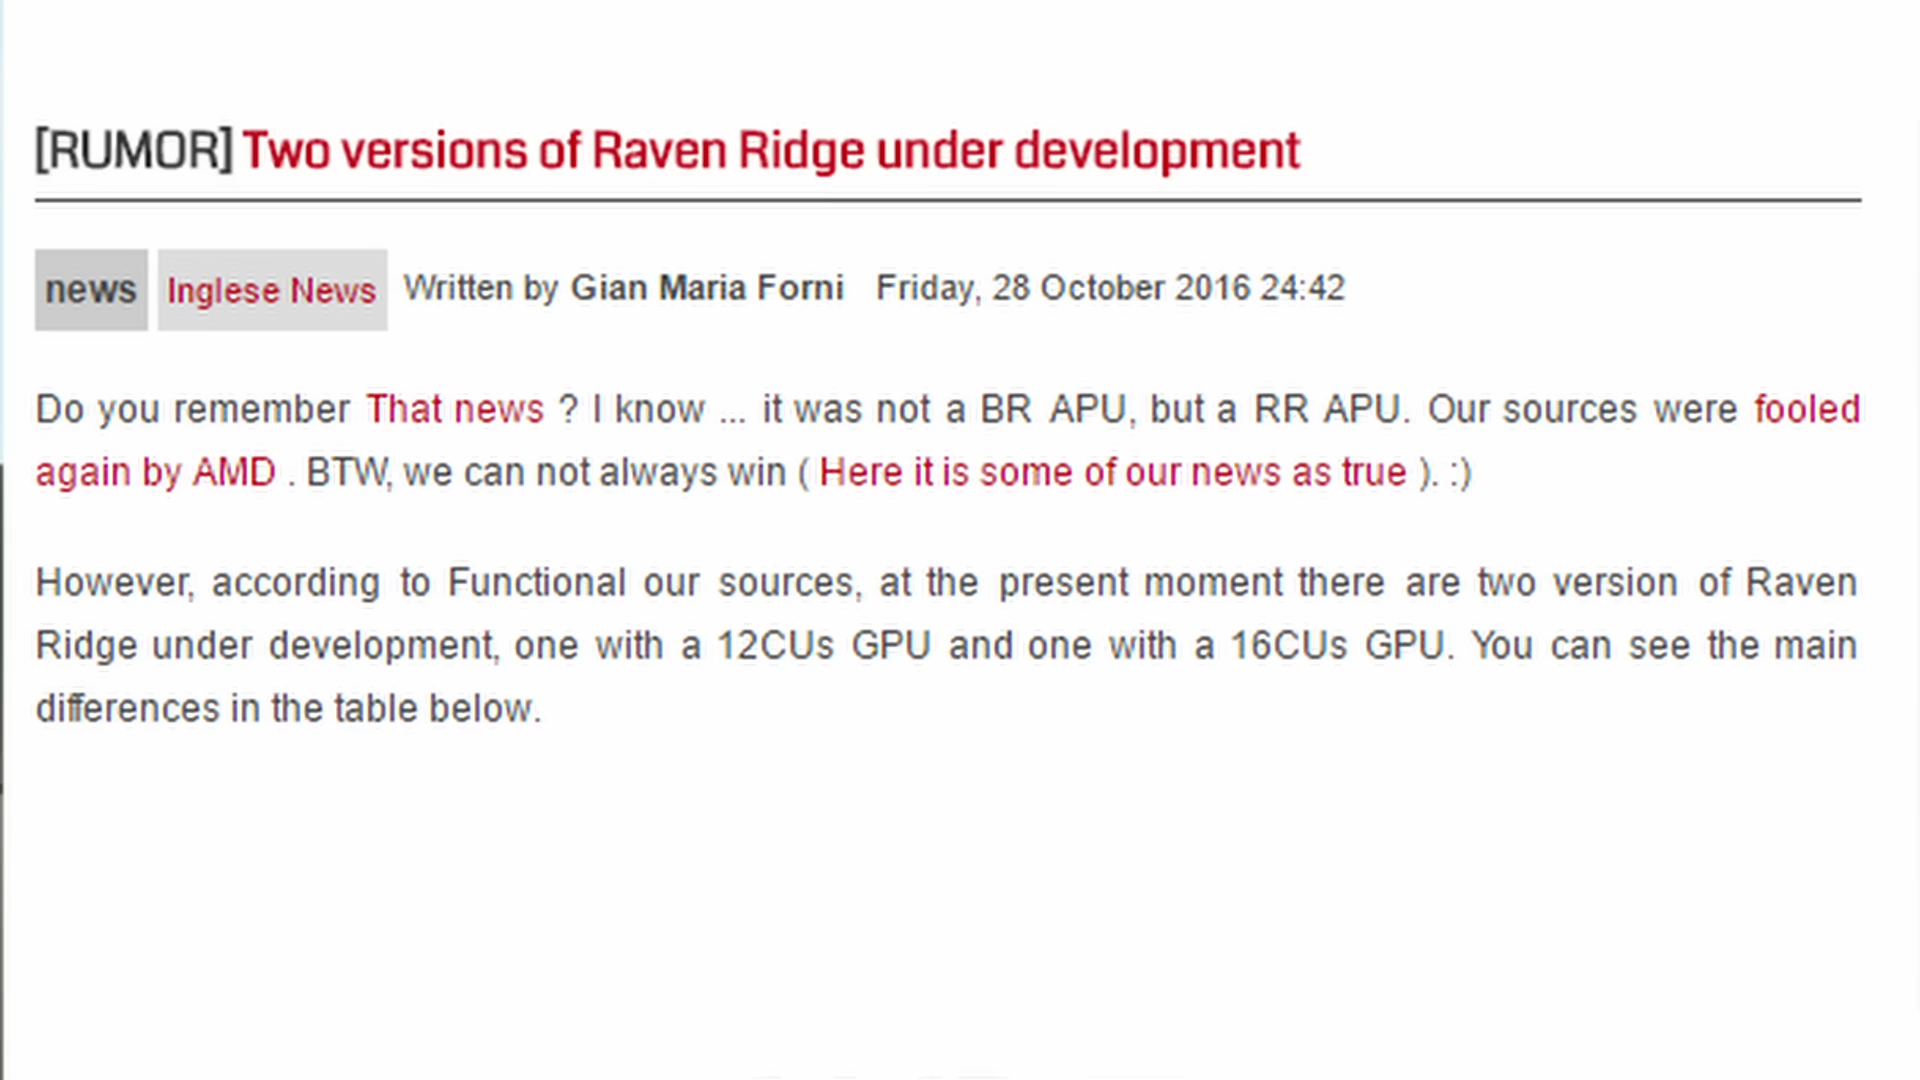 [RUMOR] Two versions of Raven Ridge under development
news Inglese News Written by Gian Maria Forni Friday, 28 October 2016 24:42
Do you remember That news ? I know ... it was not a BR APU, but a RR APU. Our sources were fooled
again by AMD . BTW, we can not always win ( Here it is some of our news as true ). :)
However, according to Functional our sources, at the present moment there are two version of Raven
Ridge under development, one with a 12CUs GPU and one with a 16CUs GPU. You can see the main
differences in the table below.